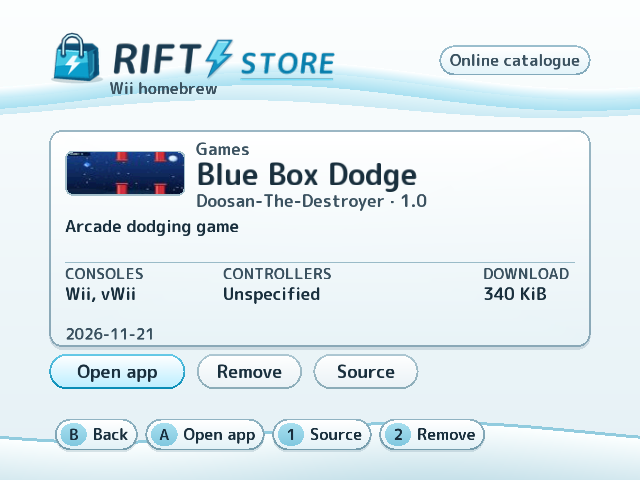 RIFT STORE
Wii homebrew
Online catalogue
Games
Blue Box Dodge
Doosan-The-Destroyer · 1.0
Arcade dodging game
CONSOLES CONTROLLERS DOWNLOAD
Wii, vWii Unspecified 340 KiB
2026-11-21
Open app Remove Source
B Back A Open app 1 Source 2 Remove